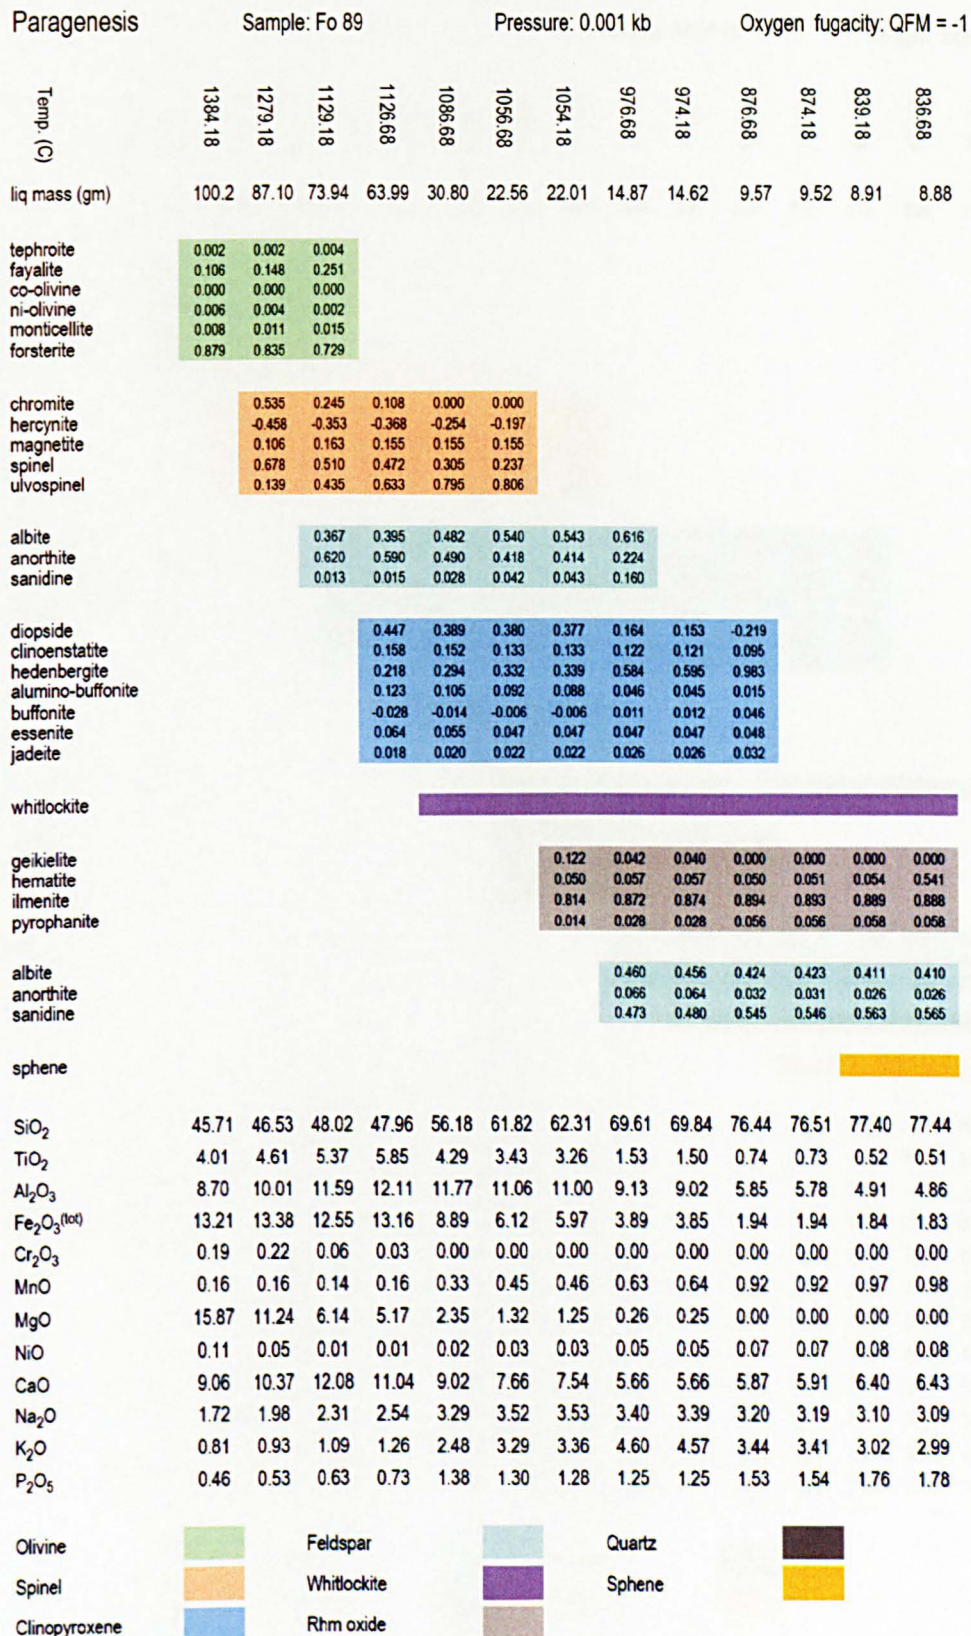 Paragenesis Sample: Fo 89 Pressure: 0.001 kb Oxygen fugacity: QFM = -1
Temp. (C) 1384.18 1279.18 1129.18 1126.68 1086.68 1056.68 1054.18 976.68 974.18 876.68 874.18 839.18 836.68
liq mass (gm) 100.2 87.10 73.94 63.99 30.80 22.56 22.01 14.87 14.62 9.57 9.52 8.91 8.88
tephroite 0.002 0.002 0.004
fayalite 0.106 0.148 0.251
co-olivine 0.000 0.000 0.000
ni-olivine 0.006 0.004 0.002
monticellite 0.008 0.011 0.015
forsterite 0.879 0.835 0.729
chromite 0.535 0.245 0.108 0.000 0.000
hercynite -0.458 -0.353 -0.368 -0.254 -0.197
magnetite 0.106 0.163 0.155 0.155 0.155
spinel 0.678 0.510 0.472 0.305 0.237
ulvospinel 0.139 0.435 0.633 0.795 0.806
albite 0.367 0.395 0.482 0.540 0.543 0.616
anorthite 0.620 0.590 0.490 0.418 0.414 0.224
sanidine 0.013 0.015 0.028 0.042 0.043 0.160
diopside 0.447 0.389 0.380 0.377 0.164 0.153 -0.219
clinoenstatite 0.158 0.152 0.133 0.133 0.122 0.121 0.095
hedenbergite 0.218 0.294 0.332 0.339 0.584 0.595 0.983
alumino-buffonite 0.123 0.105 0.092 0.088 0.046 0.045 0.015
buffonite -0.028 -0.014 -0.006 -0.006 0.011 0.012 0.046
essenite 0.064 0.055 0.047 0.047 0.047 0.047 0.048
jadeite 0.018 0.020 0.022 0.022 0.026 0.026 0.032
whitlockite
geikielite 0.122 0.042 0.040 0.000 0.000 0.000 0.000
hematite 0.050 0.057 0.057 0.050 0.051 0.054 0.541
ilmenite 0.814 0.872 0.874 0.894 0.893 0.889 0.888
pyrophanite 0.014 0.028 0.028 0.056 0.056 0.058 0.058
albite 0.460 0.456 0.424 0.423 0.411 0.410
anorthite 0.066 0.064 0.032 0.031 0.026 0.026
sanidine 0.473 0.480 0.545 0.546 0.563 0.565
sphene
SiO₂ 45.71 46.53 48.02 47.96 56.18 61.82 62.31 69.61 69.84 76.44 76.51 77.40 77.44
TiO₂ 4.01 4.61 5.37 5.85 4.29 3.43 3.26 1.53 1.50 0.74 0.73 0.52 0.51
Al₂O₃ 8.70 10.01 11.59 12.11 11.77 11.06 11.00 9.13 9.02 5.85 5.78 4.91 4.86
Fe₂O₃(tot) 13.21 13.38 12.55 13.16 8.89 6.12 5.97 3.89 3.85 1.94 1.94 1.84 1.83
Cr₂O₃ 0.19 0.22 0.06 0.03 0.00 0.00 0.00 0.00 0.00 0.00 0.00 0.00 0.00
MnO 0.16 0.16 0.14 0.16 0.33 0.45 0.46 0.63 0.64 0.92 0.92 0.97 0.98
MgO 15.87 11.24 6.14 5.17 2.35 1.32 1.25 0.26 0.25 0.00 0.00 0.00 0.00
NiO 0.11 0.05 0.01 0.01 0.02 0.03 0.03 0.05 0.05 0.07 0.07 0.08 0.08
CaO 9.06 10.37 12.08 11.04 9.02 7.66 7.54 5.66 5.66 5.87 5.91 6.40 6.43
Na₂O 1.72 1.98 2.31 2.54 3.29 3.52 3.53 3.40 3.39 3.20 3.19 3.10 3.09
K₂O 0.81 0.93 1.09 1.26 2.48 3.29 3.36 4.60 4.57 3.44 3.41 3.02 2.99
P₂O₅ 0.46 0.53 0.63 0.73 1.38 1.30 1.28 1.25 1.25 1.53 1.54 1.76 1.78
Olivine Feldspar Quartz
Spinel Whitlockite Sphene
Clinopyroxene Rhm oxide